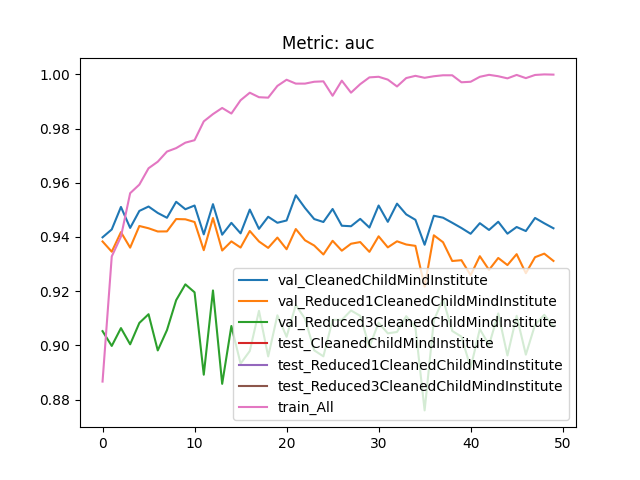 Metric: auc
1.00
0.98
0.96
0.94
0.92
0.90
0.88
val_CleanedChildMindInstitute
val_Reduced1CleanedChildMindInstitute
val_Reduced3CleanedChildMindInstitute
test_CleanedChildMindInstitute
test_Reduced1CleanedChildMindInstitute
test_Reduced3CleanedChildMindInstitute
train_All
0 10 20 30 40 50